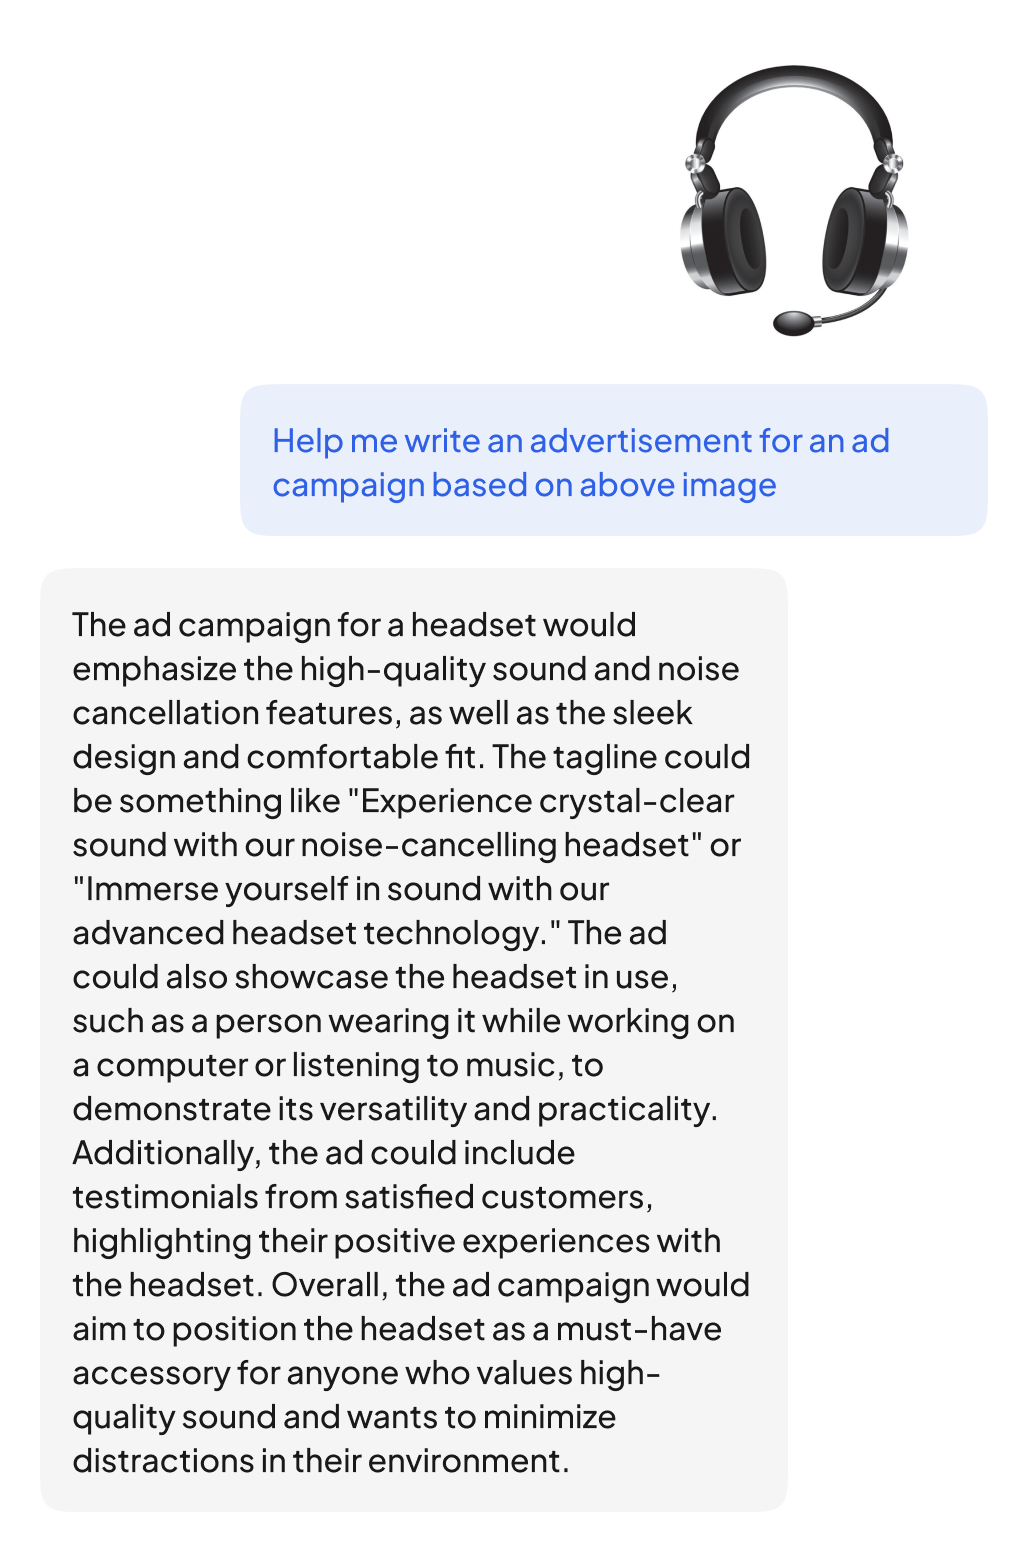 Help me write an advertisement for an ad
campaign based on above image
The ad campaign for a headset would
emphasize the high-quality sound and noise
cancellation features, as well as the sleek
design and comfortable fit. The tagline could
be something like "Experience crystal-clear
sound with our noise-cancelling headset" or
"Immerse yourself in sound with our
advanced headset technology." The ad
could also showcase the headset in use,
such as a person wearing it while working on
a computer or listening to music, to
demonstrate its versatility and practicality.
Additionally, the ad could include
testimonials from satisfied customers,
highlighting their positive experiences with
the headset. Overall, the ad campaign would
aim to position the headset as a must-have
accessory for anyone who values high-
quality sound and wants to minimize
distractions in their environment.